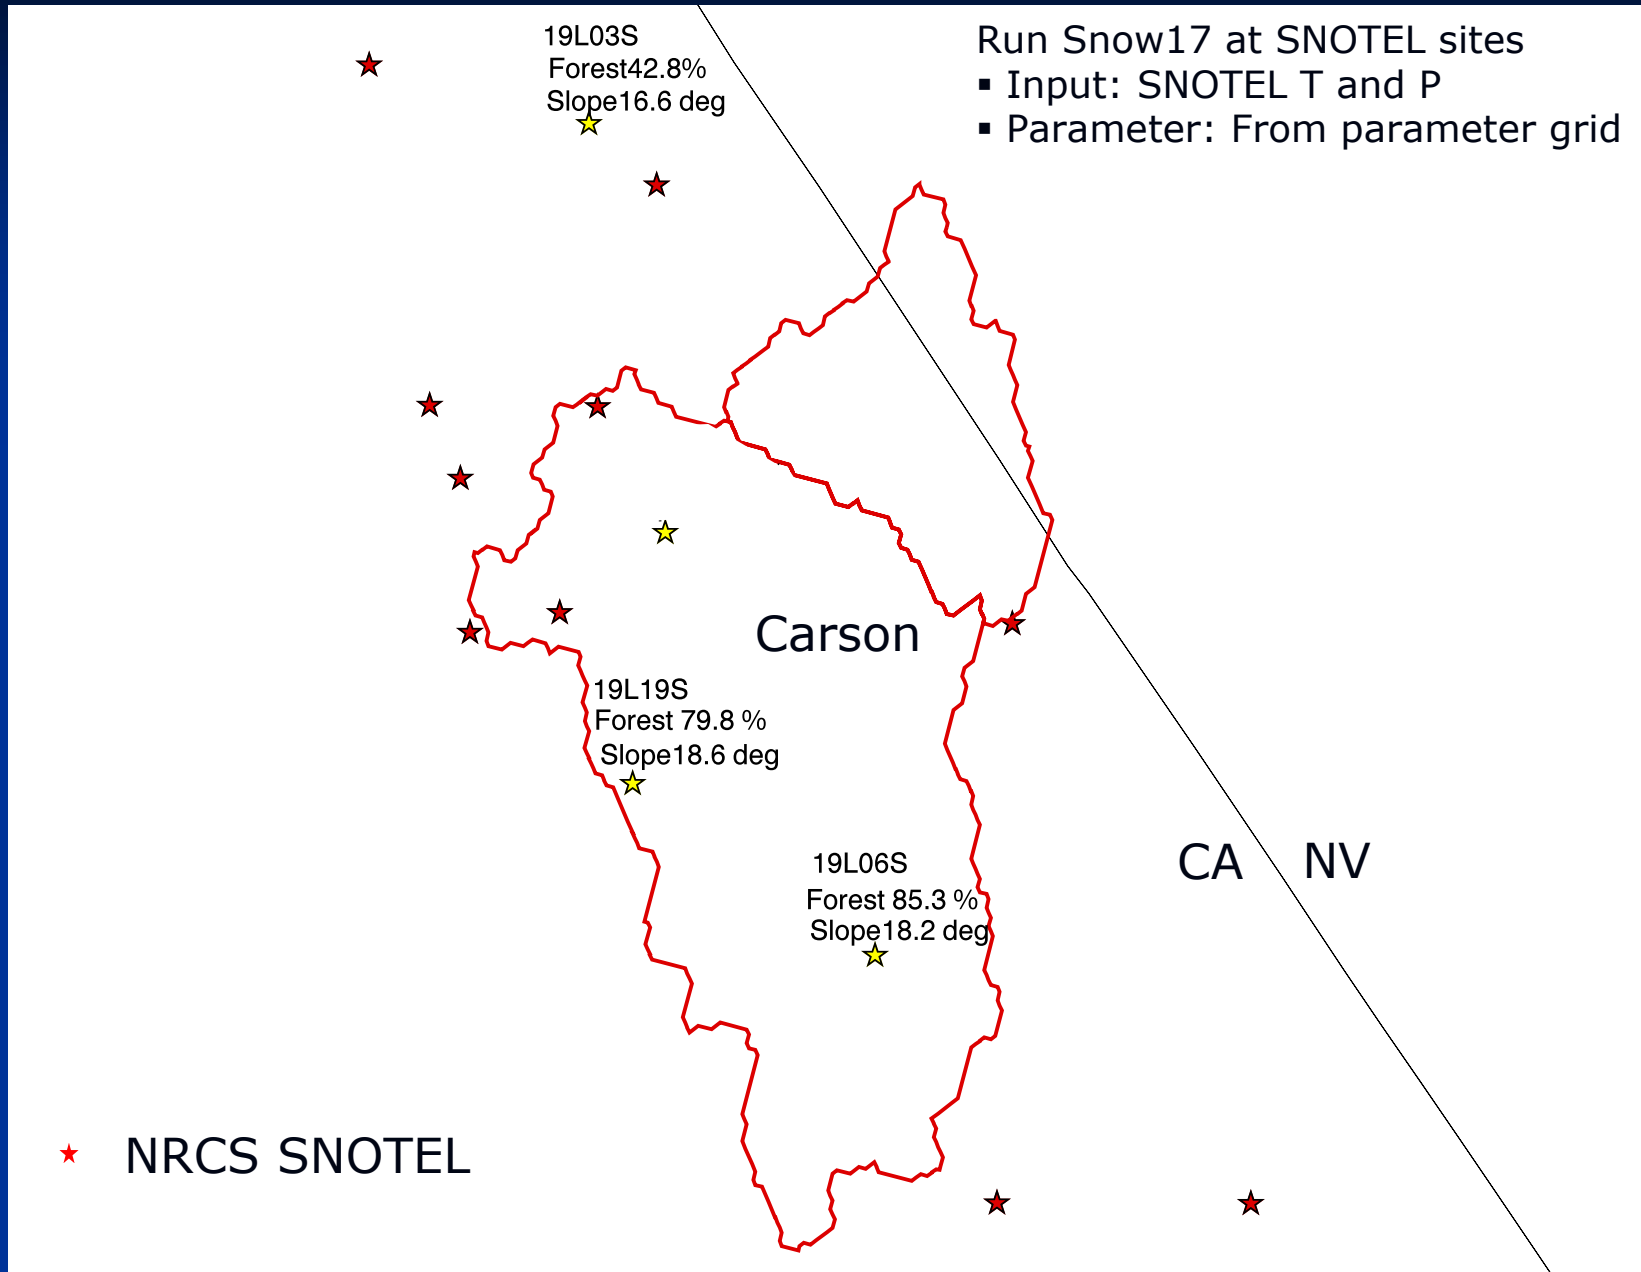 19L03S
Forest42.8%
Slope16.6 deg
Run Snow17 at SNOTEL sites
▪ Input: SNOTEL T and P
▪ Parameter: From parameter grid
Carson
19L19S
Forest 79.8 %
Slope18.6 deg
19L06S
Forest 85.3 %
Slope18.2 deg
CA NV
NRCS SNOTEL